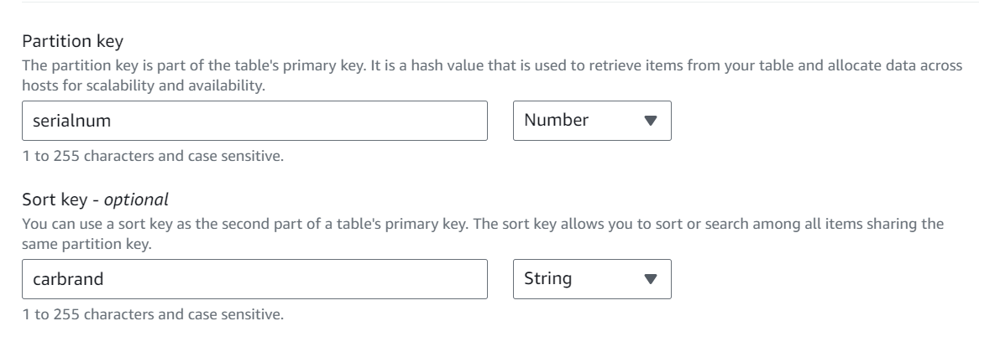 Partition key
The partition key is part of the table's primary key. It is a hash value that is used to retrieve items from your table and allocate data across
hosts for scalability and availability.
serialnum
Number
1 to 255 characters and case sensitive.
Sort key - optional
You can use a sort key as the second part of a table's primary key. The sort key allows you to sort or search among all items sharing the
same partition key.
carbrand
String
1 to 255 characters and case sensitive.